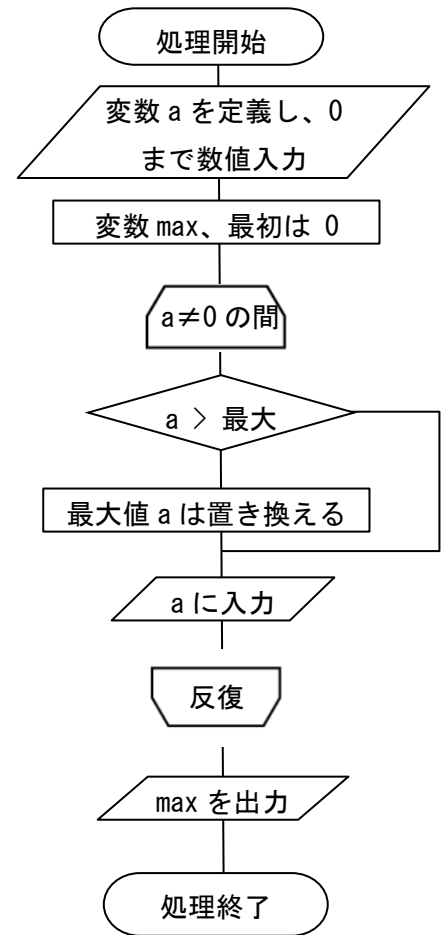 処理開始
変数 a を定義し、0
まで数値入力
変数 max、最初は 0
a≠0 の間
a > 最大
最大値 a は置き換える
a に入力
反復
max を出力
処理終了